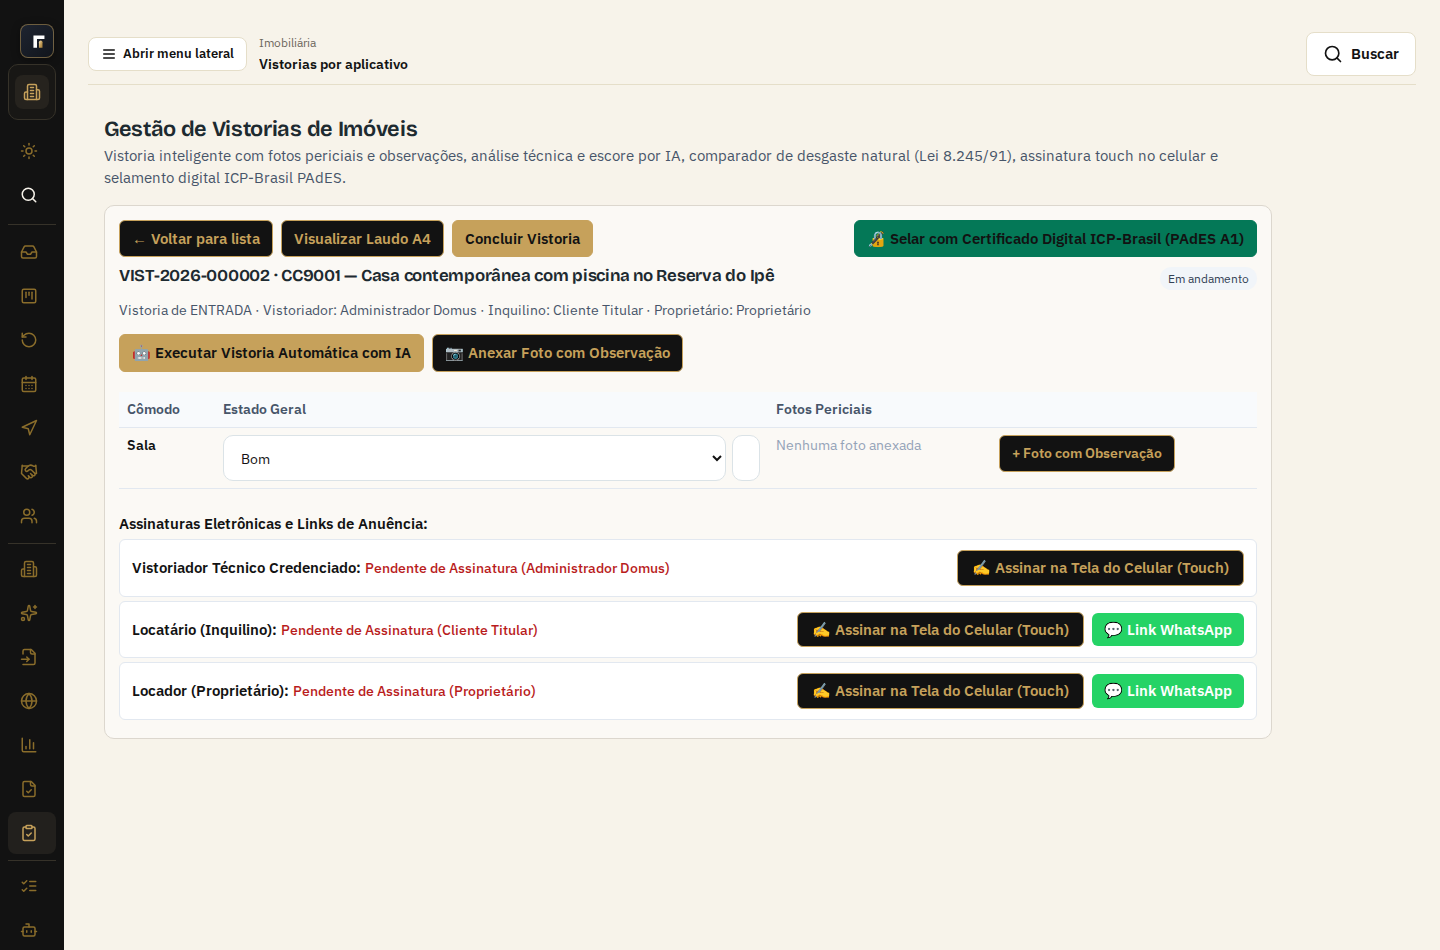 Abrir menu lateral
Imobiliária
Vistorias por aplicativo
Buscar
Gestão de Vistorias de Imóveis
Vistoria inteligente com fotos periciais e observações, análise técnica e escore por IA, comparador de desgaste natural (Lei 8.245/91), assinatura touch no celular e
selamento digital ICP-Brasil PAdES.
← Voltar para lista
Visualizar Laudo A4
Concluir Vistoria
Selar com Certificado Digital ICP-Brasil (PAdES A1)
VIST-2026-000002 · CC9001 — Casa contemporânea com piscina no Reserva do Ipê
Em andamento
Vistoria de ENTRADA · Vistoriador: Administrador Domus · Inquilino: Cliente Titular · Proprietário: Proprietário
🤖 Executar Vistoria Automática com IA
📷 Anexar Foto com Observação
Cômodo
Estado Geral
Fotos Periciais
Sala
Bom
Nenhuma foto anexada
+ Foto com Observação
Assinaturas Eletrônicas e Links de Anuência:
Vistoriador Técnico Credenciado: Pendente de Assinatura (Administrador Domus)
✍️ Assinar na Tela do Celular (Touch)
Locatário (Inquilino): Pendente de Assinatura (Cliente Titular)
✍️ Assinar na Tela do Celular (Touch)
💬 Link WhatsApp
Locador (Proprietário): Pendente de Assinatura (Proprietário)
✍️ Assinar na Tela do Celular (Touch)
💬 Link WhatsApp